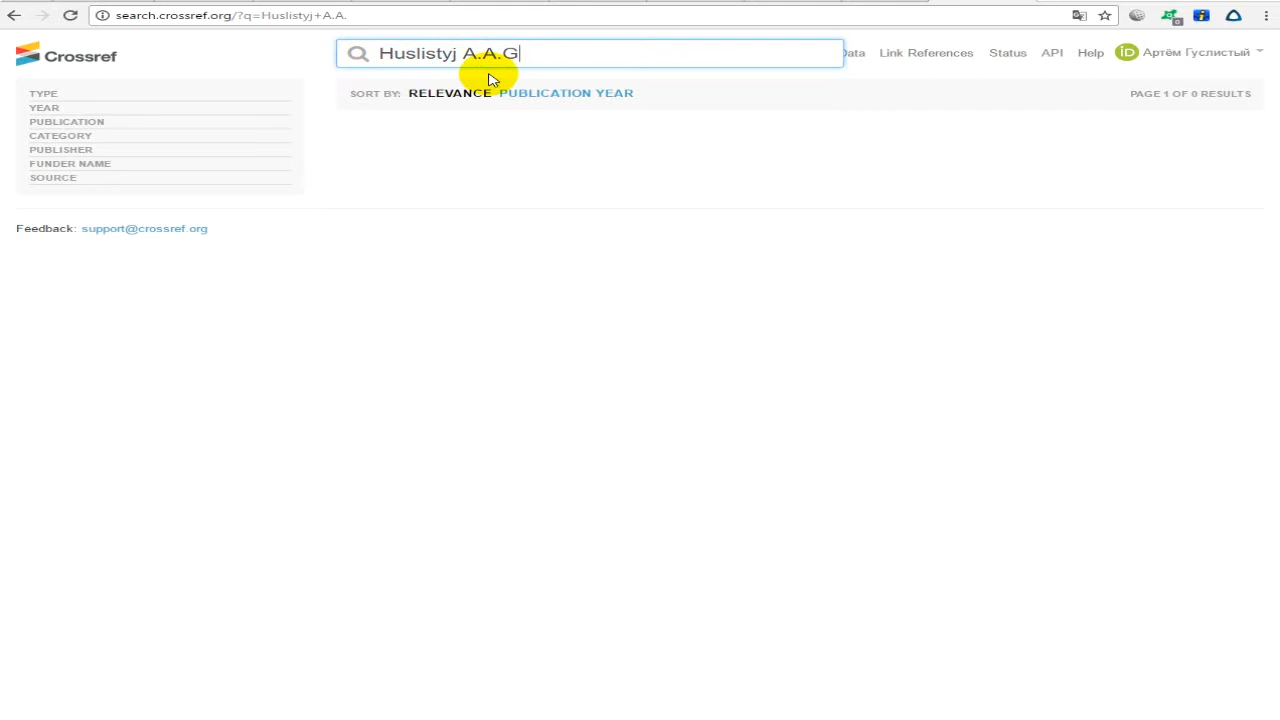 search.crossref.org/?q=Huslistyj+A.A.
Crossref
Huslistyj A.A.G
Data Link References Status API Help iD Артём Гуслистый
TYPE
YEAR
PUBLICATION
CATEGORY
PUBLISHER
FUNDER NAME
SOURCE
SORT BY: RELEVANCE PUBLICATION YEAR
PAGE 1 OF 0 RESULTS
Feedback: support@crossref.org